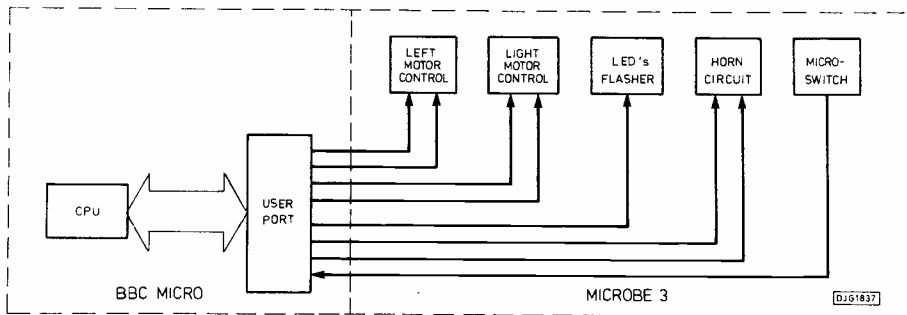 LEFT
MOTOR
CONTROL
LIGHT
MOTOR
CONTROL
LED's
FLASHER
HORN
CIRCUIT
MICRO-
SWITCH
CPU
USER
PORT
BBC MICRO
MICROBE 3
DJG1837